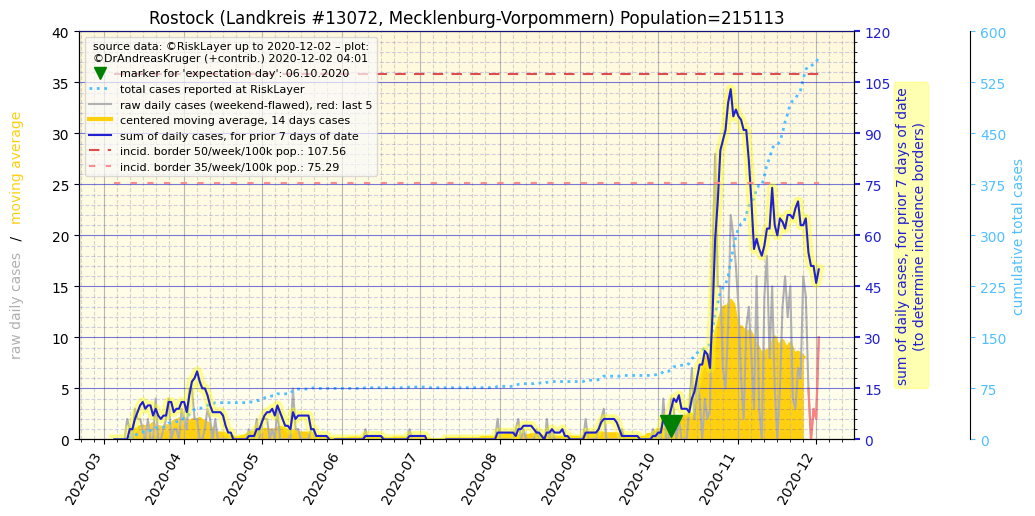 Rostock (Landkreis #13072, Mecklenburg-Vorpommern) Population=215113
source data: ©RiskLayer up to 2020-12-02 – plot:
©DrAndreasKruger (+contrib.) 2020-12-02 04:01
marker for 'expectation day': 06.10.2020
total cases reported at RiskLayer
raw daily cases (weekend-flawed), red: last 5
centered moving average, 14 days cases
sum of daily cases, for prior 7 days of date
incid. border 50/week/100k pop.: 107.56
incid. border 35/week/100k pop.: 75.29
raw daily cases / moving average
40
35
30
25
20
15
10
5
0
120
105
90
75
60
45
30
15
0
sum of daily cases, for prior 7 days of date
(to determine incidence borders)
600
525
450
375
300
225
150
75
0
cumulative total cases
2020-03
2020-04
2020-05
2020-06
2020-07
2020-08
2020-09
2020-10
2020-11
2020-12